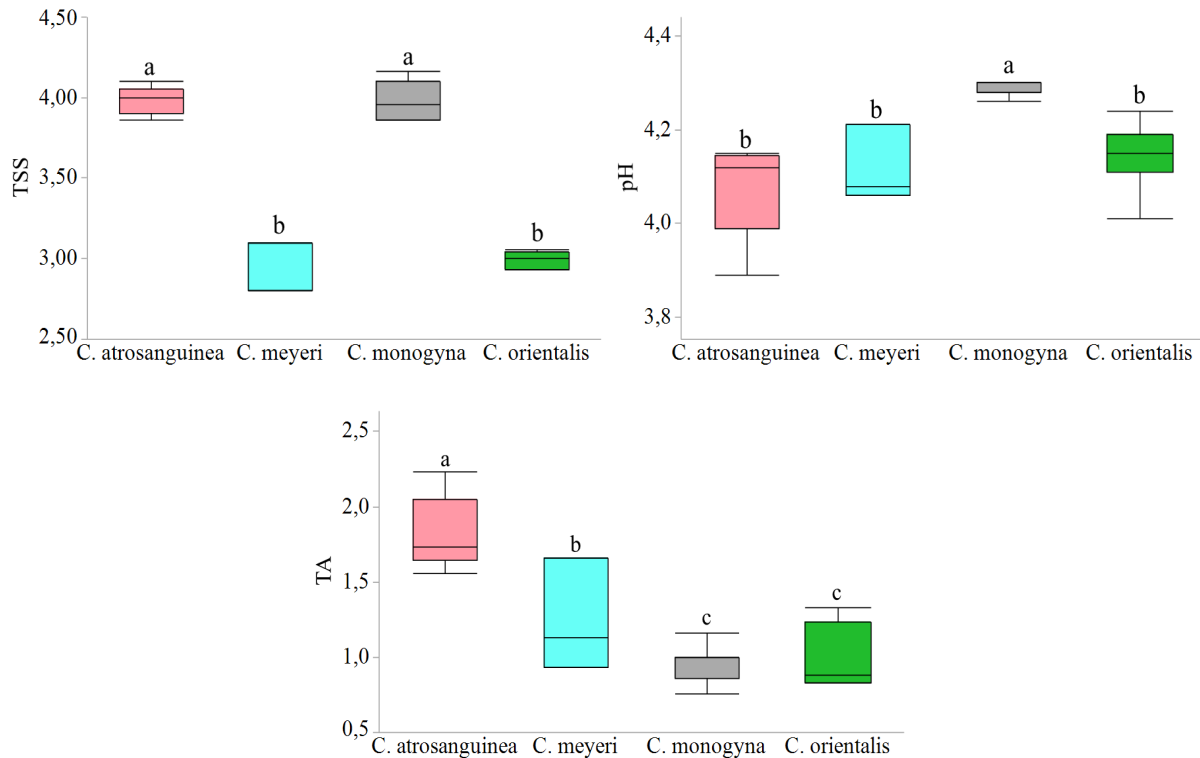 4,50
4,00
3,50
3,00
2,50
TSS
a
b
a
b
C. atrosanguinea C. meyeri C. monogyna C. orientalis
4,4
4,2
4,0
3,8
pH
b
b
a
b
C. atrosanguinea C. meyeri C. monogyna C. orientalis
2,5
2,0
1,5
1,0
0,5
TA
a
b
c
c
C. atrosanguinea C. meyeri C. monogyna C. orientalis